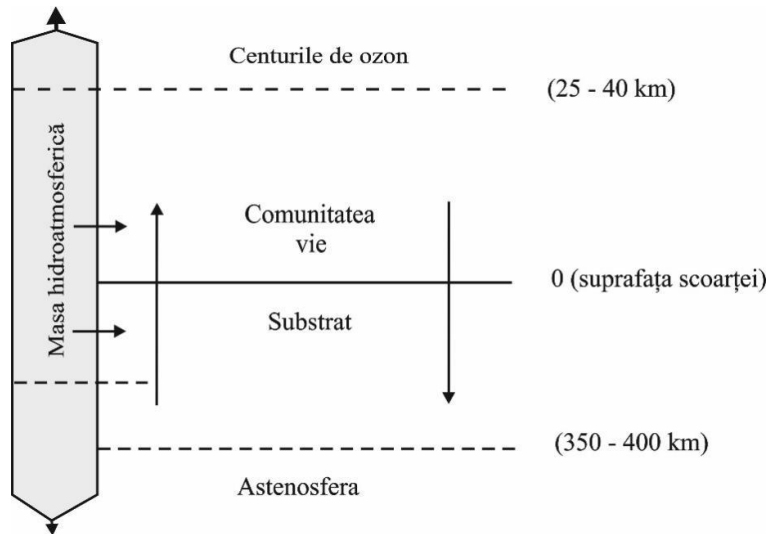 Centurile de ozon
(25 - 40 km)
Masa hidroatmosferică
Comunitatea
vie
0 (suprafața scoarței)
Substrat
(350 - 400 km)
Astenosfera